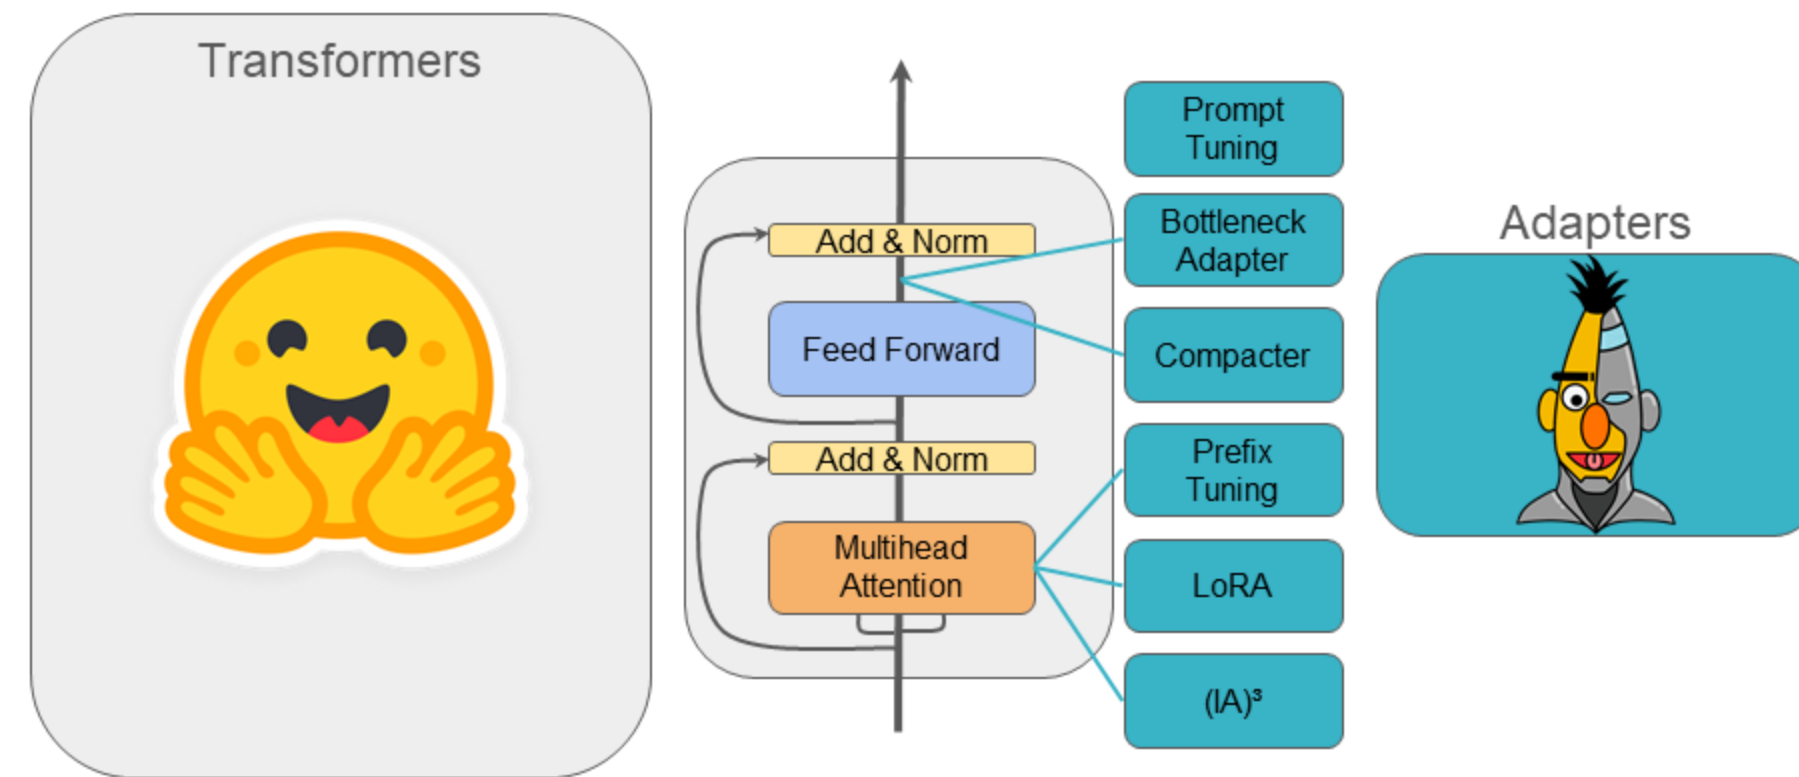 Transformers
Add & Norm
Feed Forward
Add & Norm
Multihead
Attention
Prompt
Tuning
Bottleneck
Adapter
Compacter
Prefix
Tuning
LoRA
(IA)³
Adapters